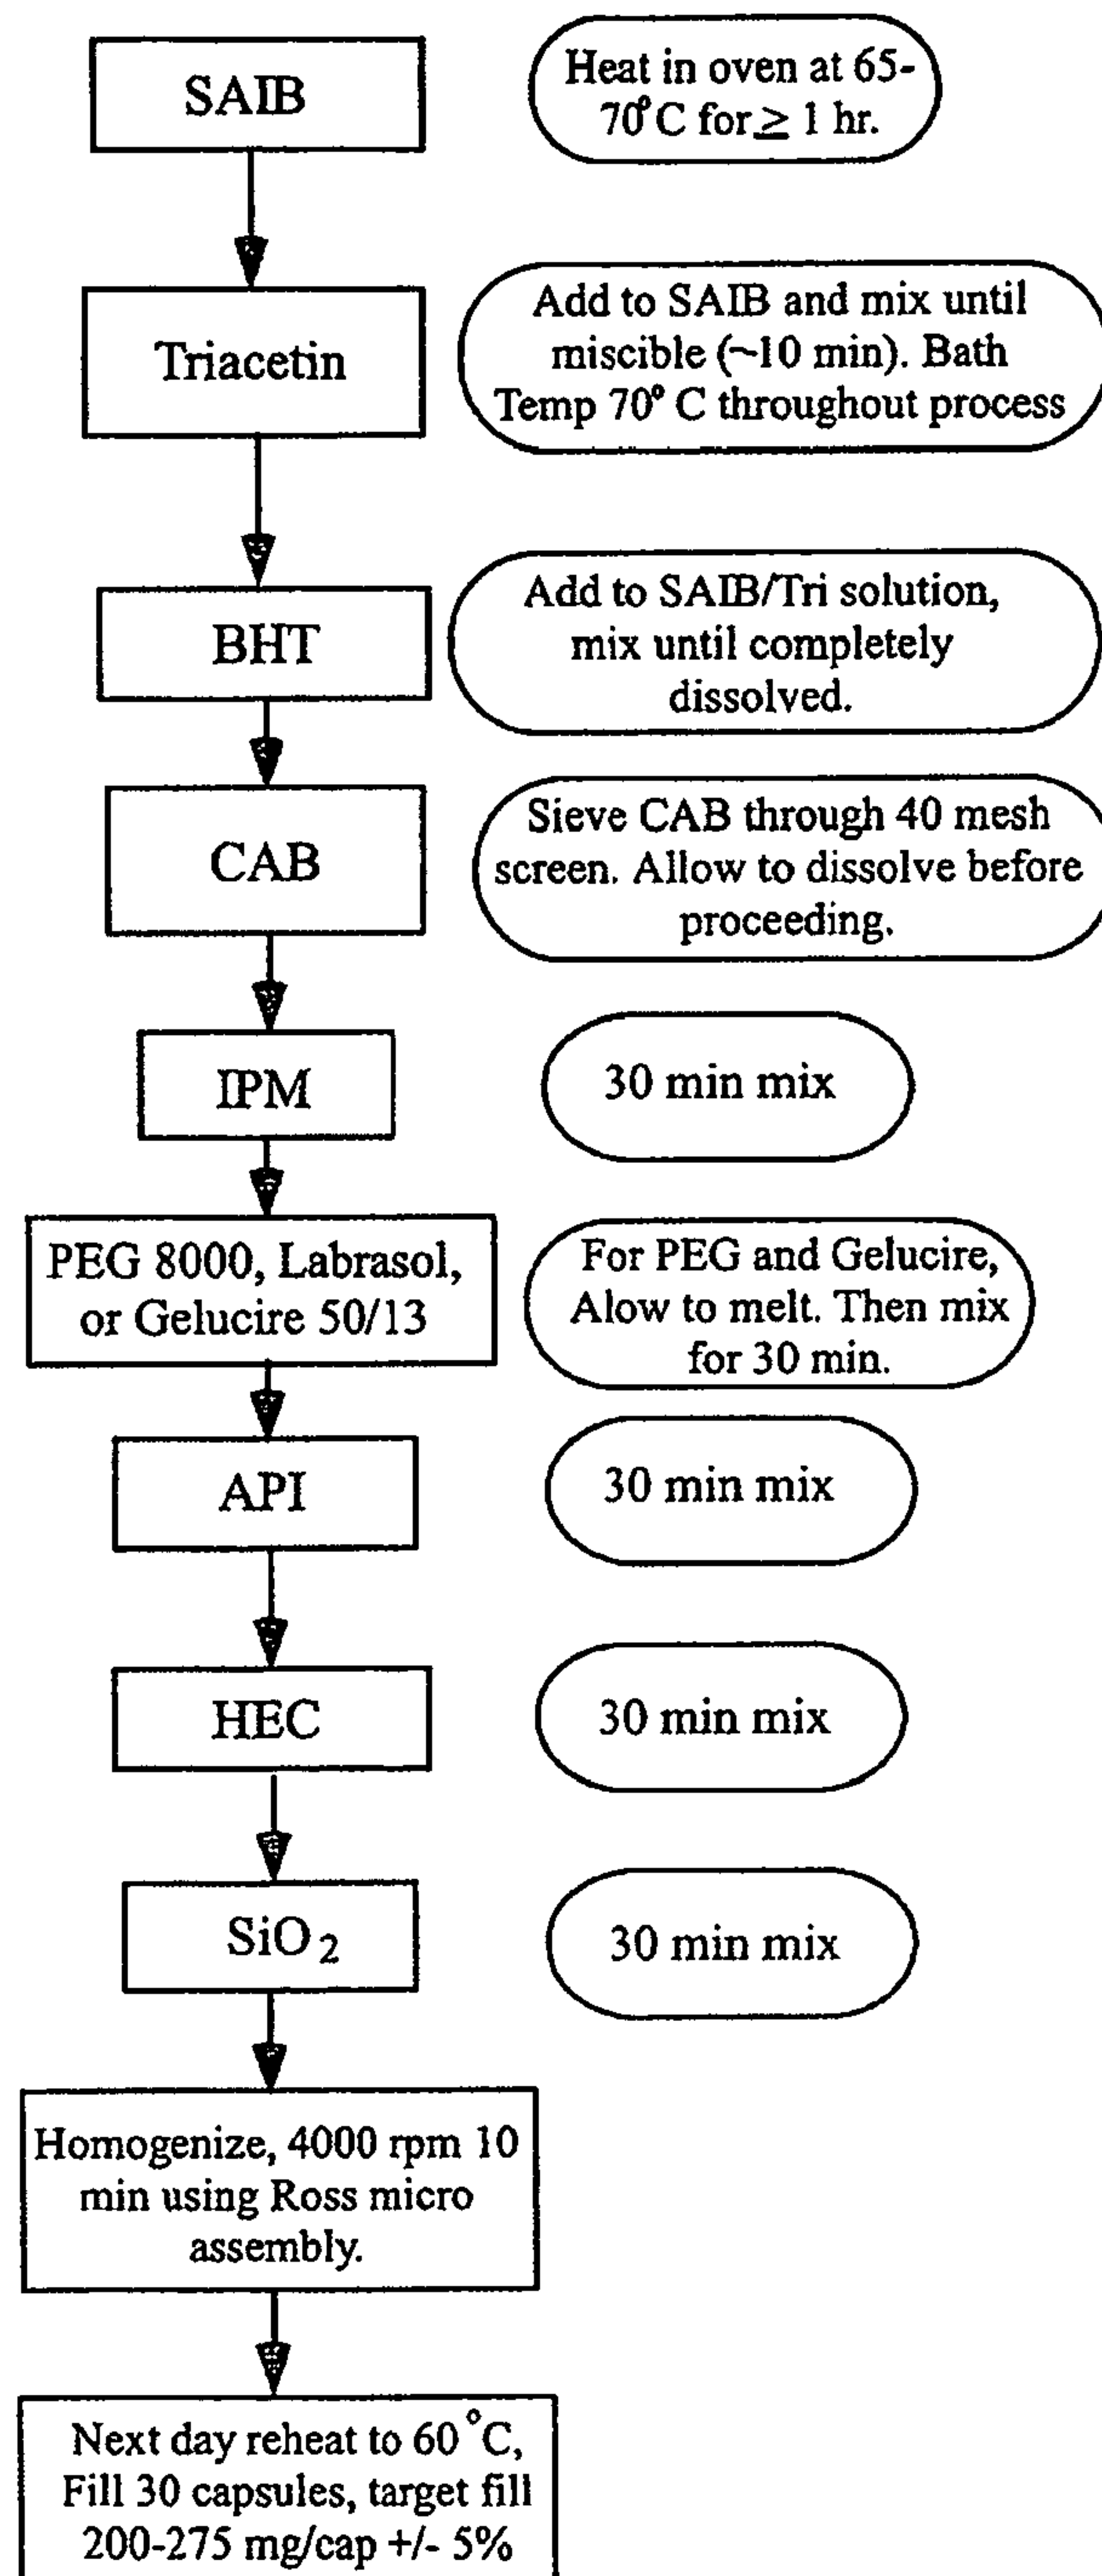 SAIB
Heat in oven at 65-
70°C for ≥ 1 hr.
Triacetin
Add to SAIB and mix until
miscible (~10 min). Bath
Temp 70° C throughout process
BHT
Add to SAIB/Tri solution,
mix until completely
dissolved.
CAB
Sieve CAB through 40 mesh
screen. Allow to dissolve before
proceeding.
IPM
30 min mix
PEG 8000, Labrasol,
or Gelucire 50/13
For PEG and Gelucire,
Alow to melt. Then mix
for 30 min.
API
30 min mix
HEC
30 min mix
SiO₂
30 min mix
Homogenize, 4000 rpm 10
min using Ross micro
assembly.
Next day reheat to 60 °C,
Fill 30 capsules, target fill
200-275 mg/cap +/- 5%